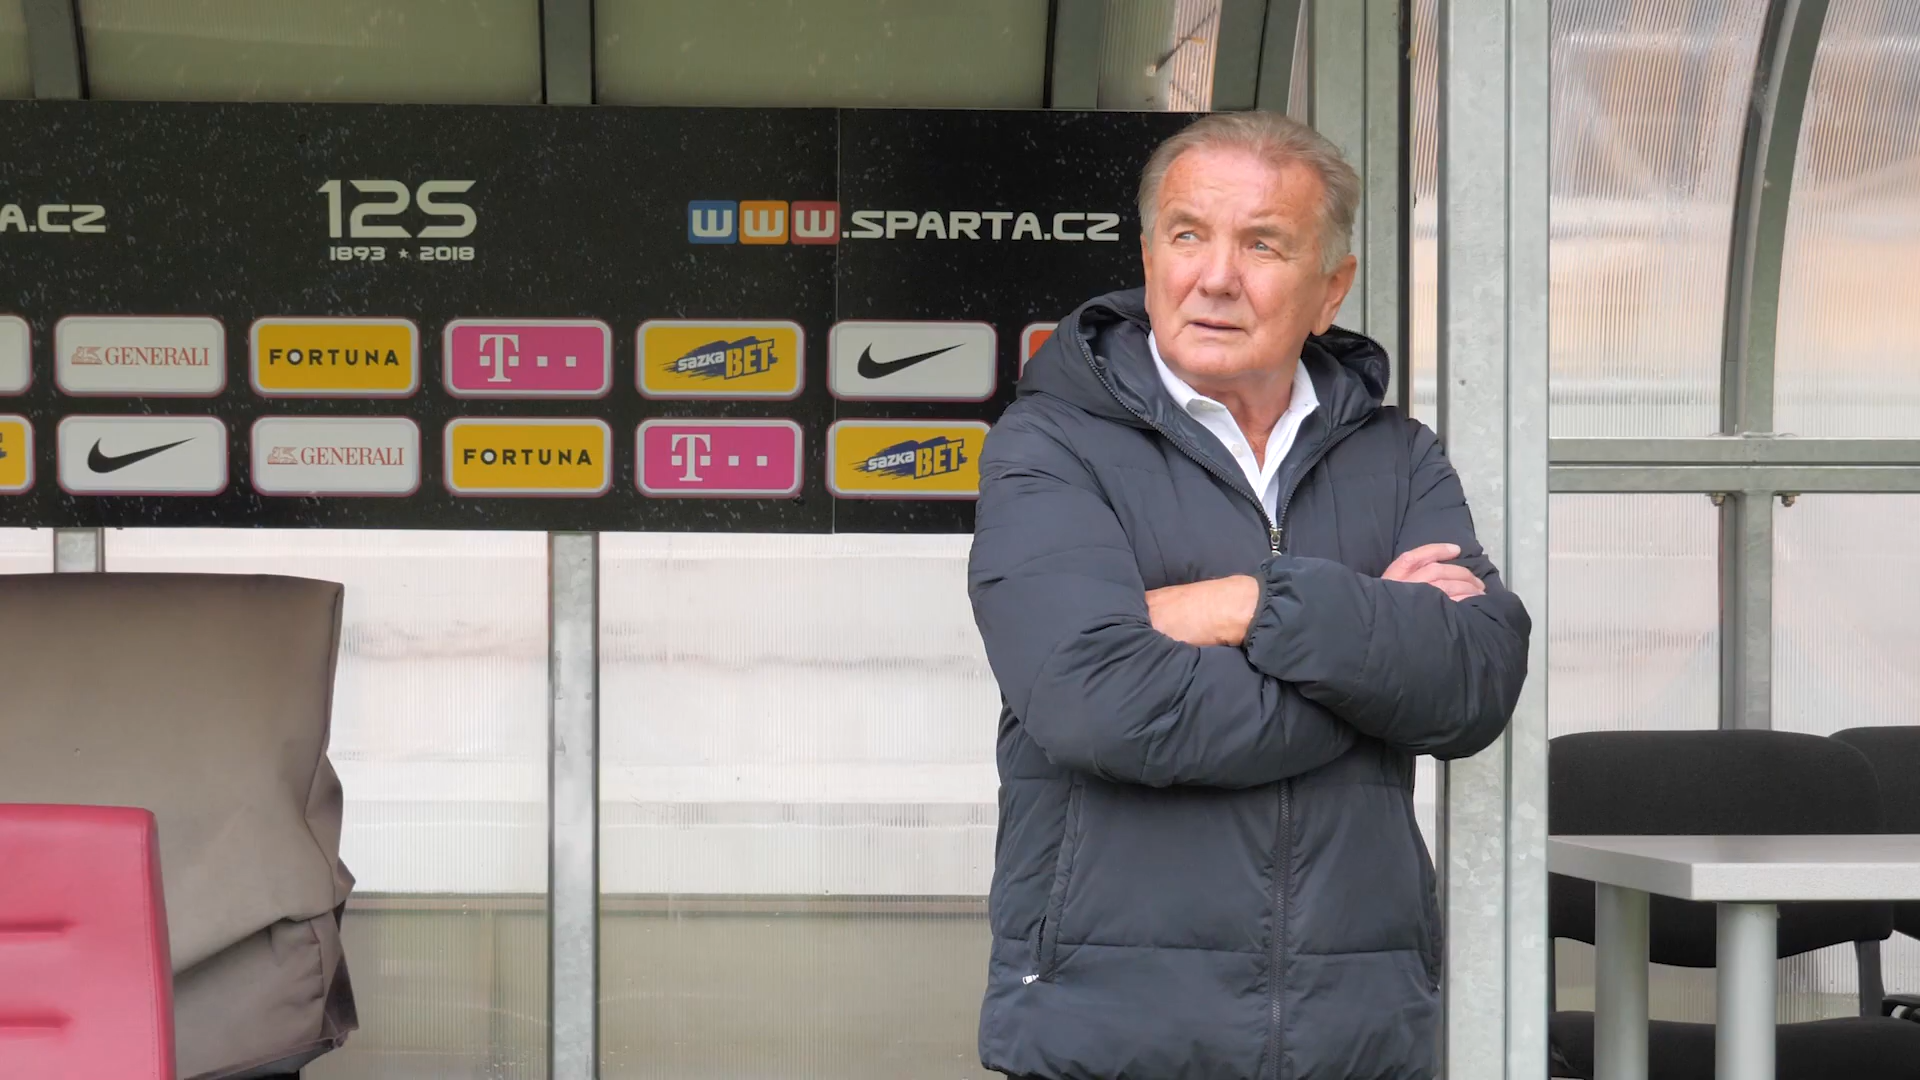 A.CZ
125
1893 ★ 2018
WWW.SPARTA.CZ
GENERALI
FORTUNA
T
sazka BET
GENERALI
FORTUNA
T
sazka BET